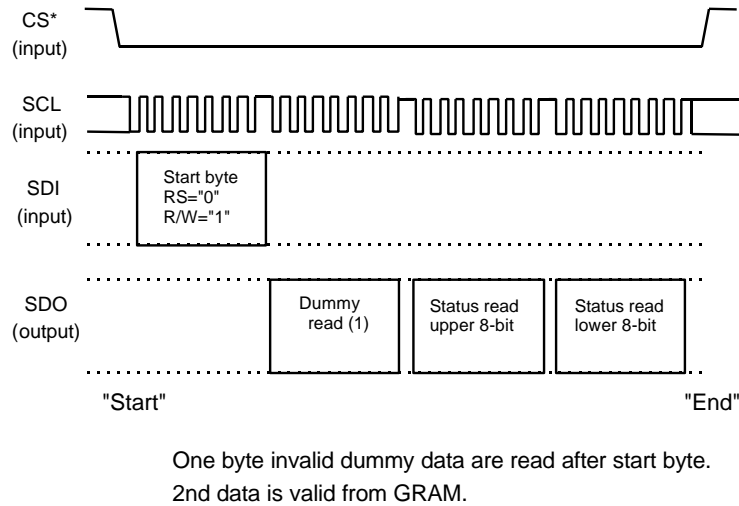 CS*
(input)
SCL
(input)
SDI
(input)
Start byte
RS="0"
R/W="1"
SDO
(output)
Dummy
read (1)
Status read
upper 8-bit
Status read
lower 8-bit
"Start"
"End"
One byte invalid dummy data are read after start byte.
2nd data is valid from GRAM.